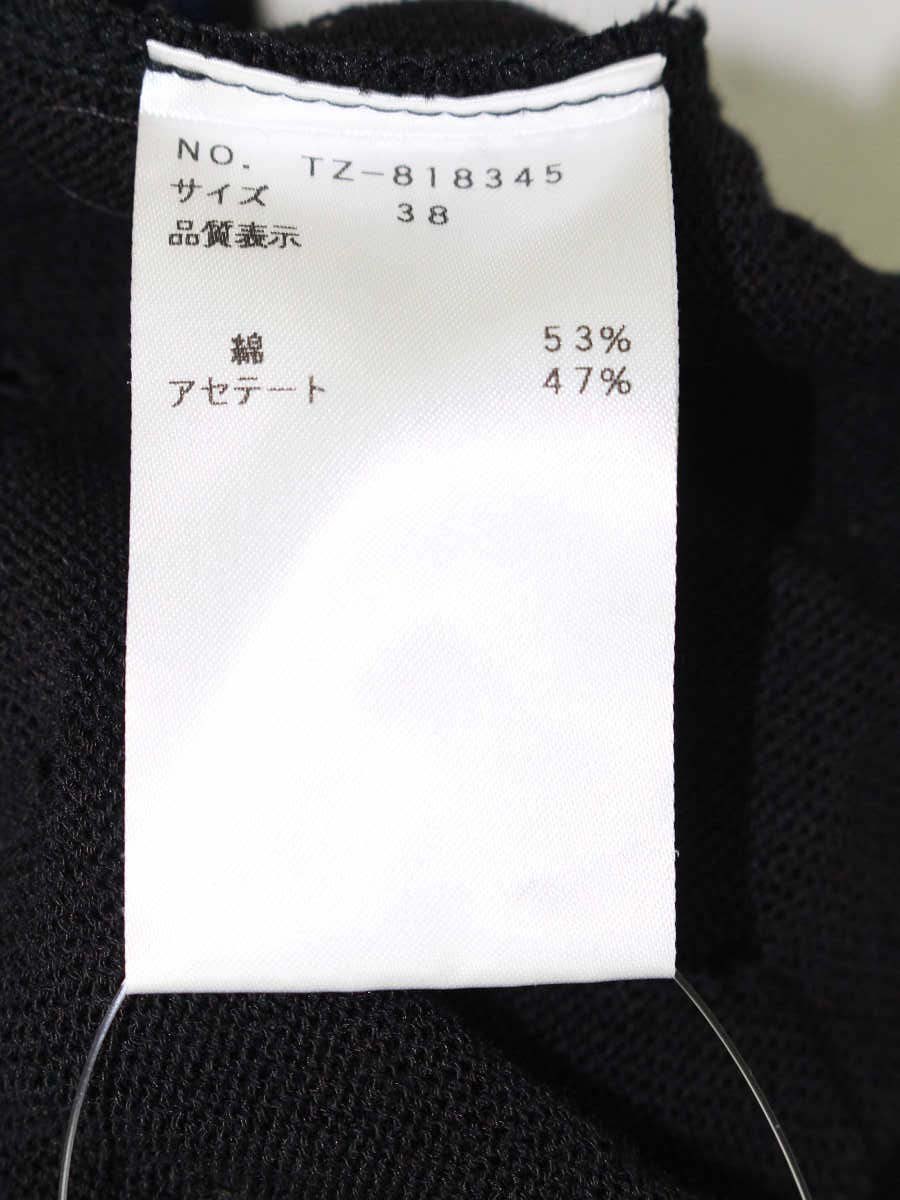 NO. TZ-818345
サイズ 38
品質表示
綿 53%
アセテート 47%